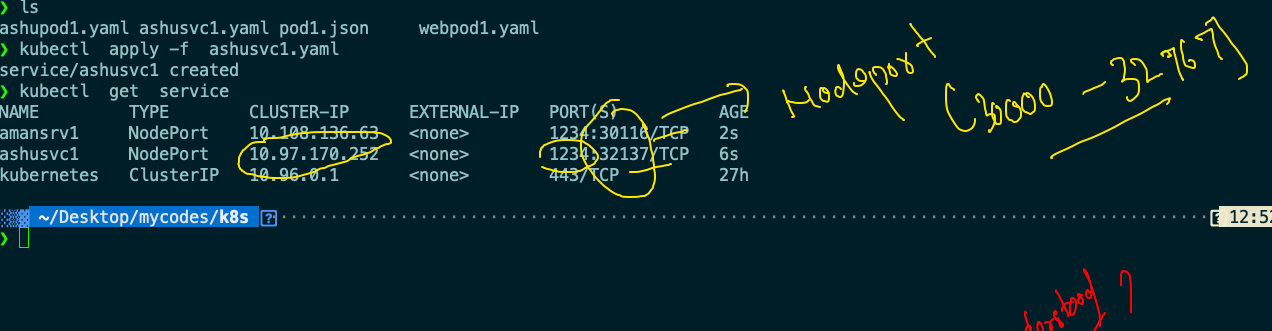 ❯ ls
ashupod1.yaml ashusvc1.yaml pod1.json webpod1.yaml
❯ kubectl apply -f ashusvc1.yaml
service/ashusvc1 created
❯ kubectl get service
NAME TYPE CLUSTER-IP EXTERNAL-IP PORT(S) AGE
amansrv1 NodePort 10.108.136.63 <none> 1234:30116/TCP 2s
ashusvc1 NodePort 10.97.170.252 <none> 1234:32137/TCP 6s
kubernetes ClusterIP 10.96.0.1 <none> 443/TCP 27h
Nodeport
(30000 - 32767]
~/Desktop/mycodes/k8s ? 12:52
❯
?